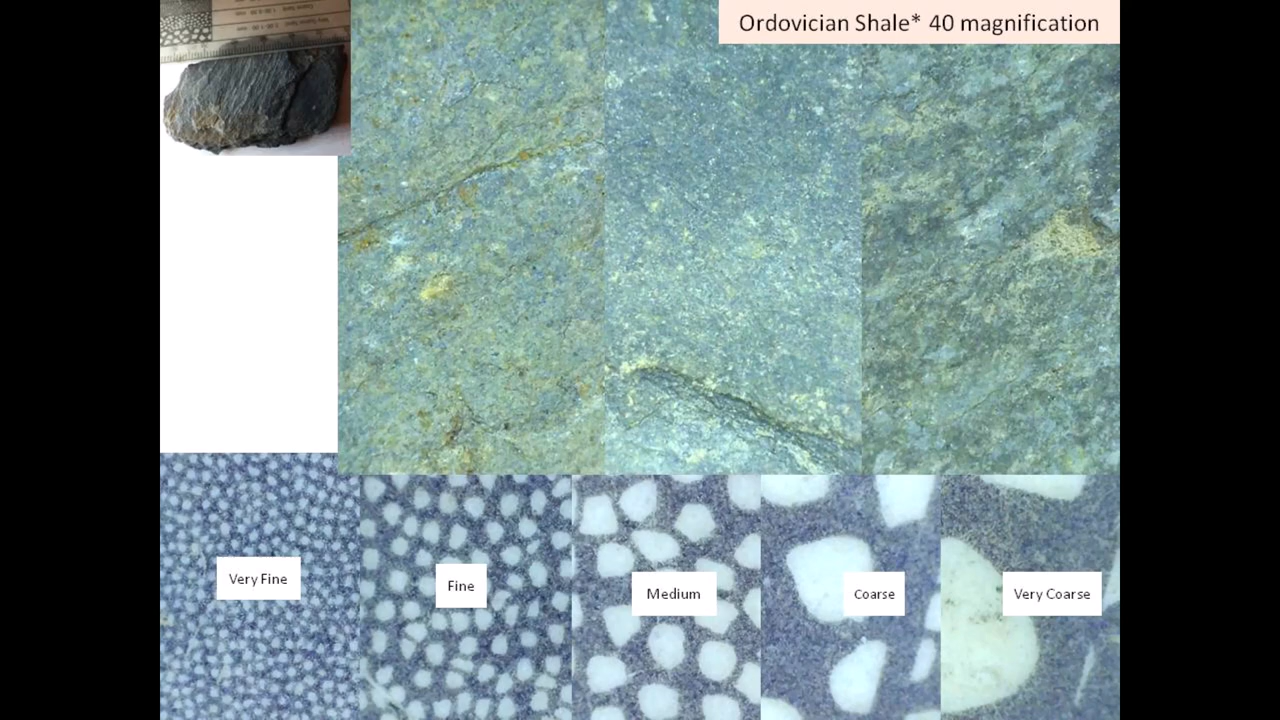 Ordovician Shale* 40 magnification
Very Fine
Fine
Medium
Coarse
Very Coarse